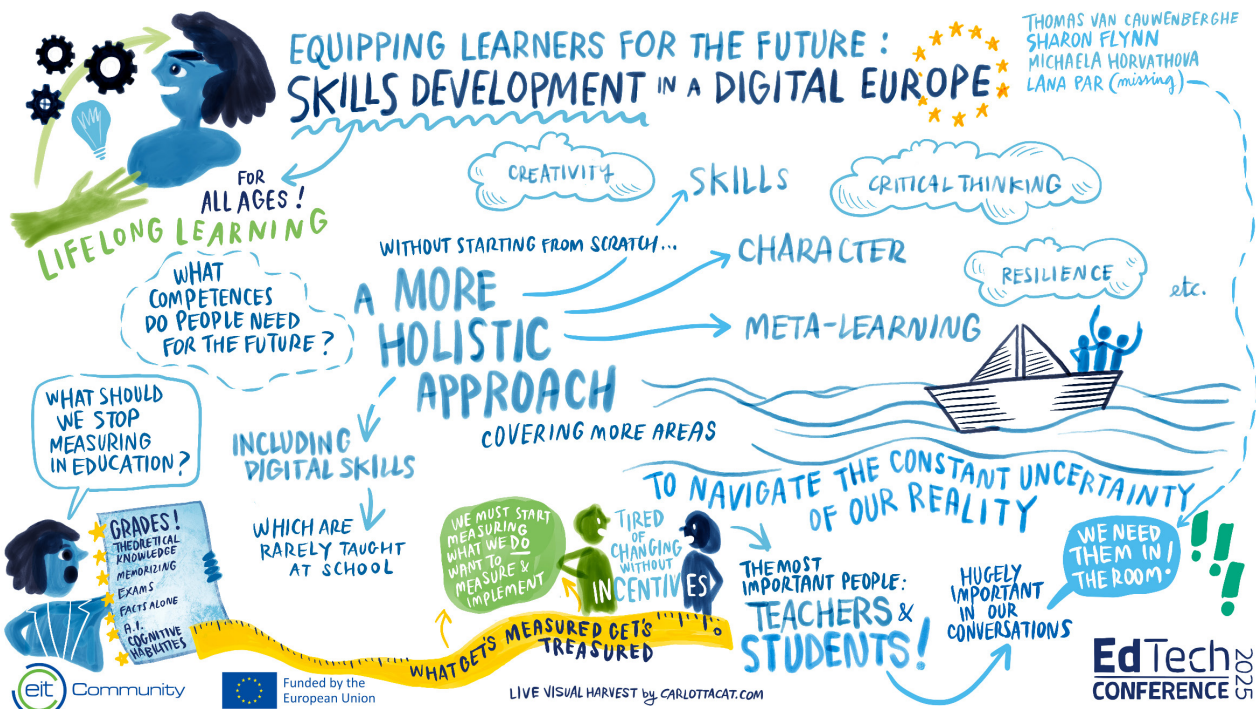 EQUIPPING LEARNERS FOR THE FUTURE :
SKILLS DEVELOPMENT IN A DIGITAL EUROPE
THOMAS VAN CAUWENBERGHE
SHARON FLYNN
MICHAELA HORVATHOVA
LANA PAR (missing)
FOR
ALL AGES !
LIFELONG LEARNING
CREATIVITY
SKILLS
CRITICAL THINKING
WITHOUT STARTING FROM SCRATCH...
CHARACTER
RESILIENCE
etc.
WHAT
COMPETENCES
DO PEOPLE NEED
FOR THE FUTURE ?
A MORE
HOLISTIC
APPROACH
META-LEARNING
COVERING MORE AREAS
WHAT SHOULD
WE STOP
MEASURING
IN EDUCATION ?
INCLUDING
DIGITAL SKILLS
WHICH ARE
RARELY TAUGHT
AT SCHOOL
TO NAVIGATE THE CONSTANT UNCERTAINTY
OF OUR REALITY
GRADES !
THEORETICAL
KNOWLEDGE
MEMORIZING
EXAMS
FACTS ALONE
A.I.
COGNITIVE
HABILITIES
WE MUST START
MEASURING
WHAT WE DO
WANT TO
MEASURE &
IMPLEMENT
TIRED
OF
CHANGING
WITHOUT
INCENTIVES
WHAT GET'S MEASURED GET'S
TREASURED
THE MOST
IMPORTANT PEOPLE:
TEACHERS &
STUDENTS !
HUGELY
IMPORTANT
IN OUR
CONVERSATIONS
WE NEED
THEM IN
THE ROOM!
!!!
eit Community
Funded by the
European Union
LIVE VISUAL HARVEST by CARLOTTACAT.COM
EdTech
CONFERENCE
2025